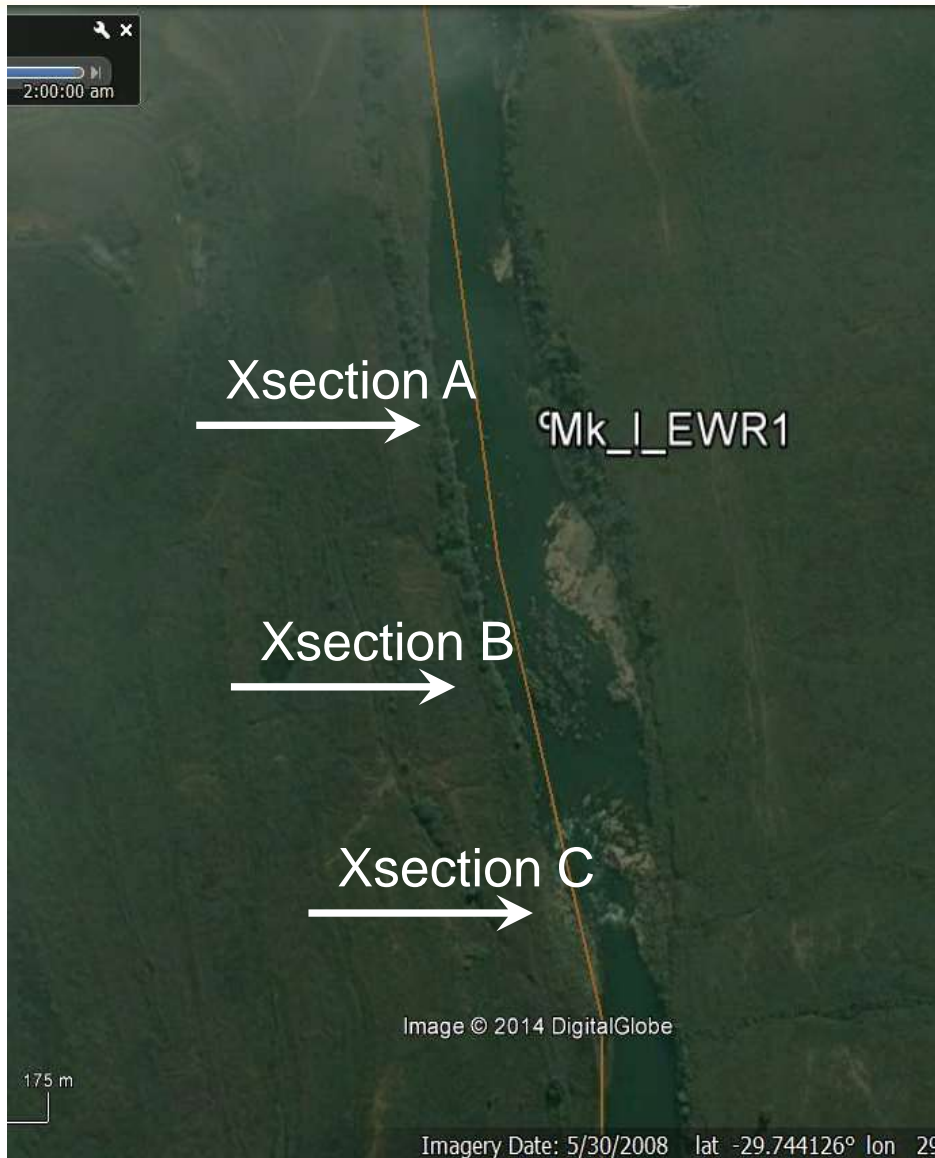 2:00:00 am
Xsection A
Mk_I_EWR1
Xsection B
Xsection C
Image © 2014 DigitalGlobe
175 m
Imagery Date: 5/30/2008 lat -29.744126° lon 29